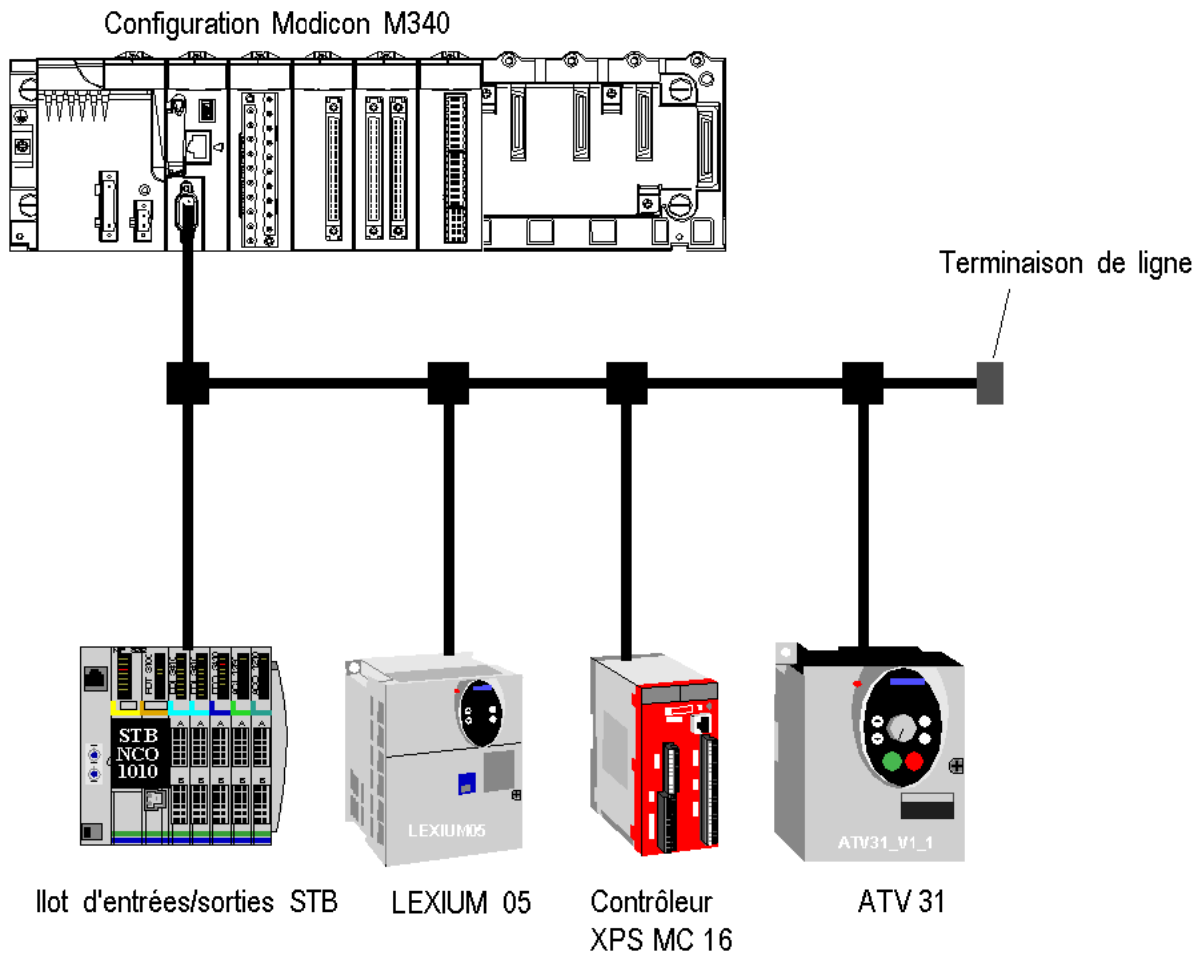 Configuration Modicon M340
Terminaison de ligne
STB
NCO
1010
LEXIUM05
ATV31_V1_1
Ilot d'entrées/sorties STB
LEXIUM 05
Contrôleur
XPS MC 16
ATV 31